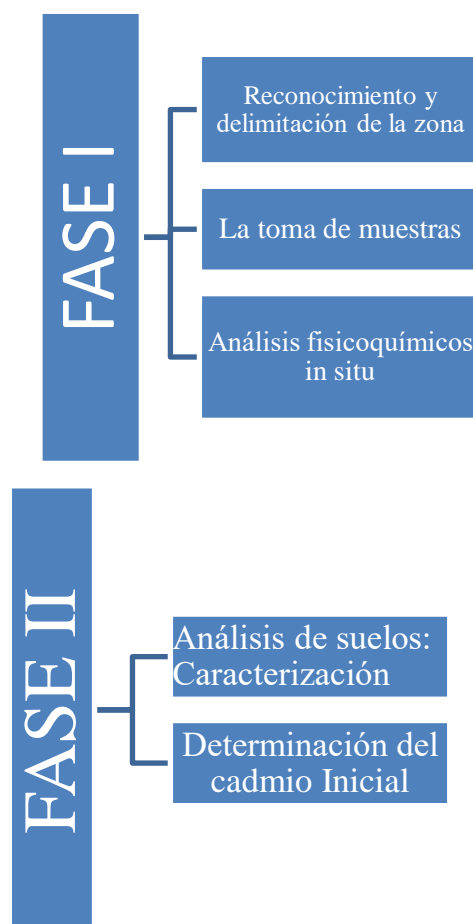 FASE I
Reconocimiento y
delimitación de la zona
La toma de muestras
Análisis fisicoquímicos
in situ
FASE II
Análisis de suelos:
Caracterización
Determinación del
cadmio Inicial